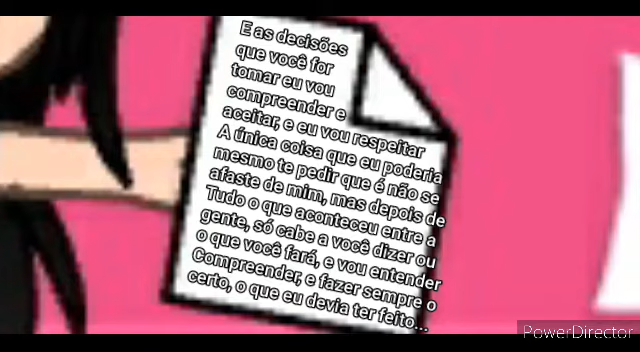 E as decisões
que você for
tomar eu vou
compreender e
aceitar, e eu vou respeitar
A única coisa que eu poderia
mesmo te pedir que é não se
afaste de mim, mas depois de
Tudo o que aconteceu entre a
gente, só cabe a você dizer ou
o que você fará, e vou entender
Compreender, e fazer sempre o
certo, o que eu devia ter feito...
PowerDirector